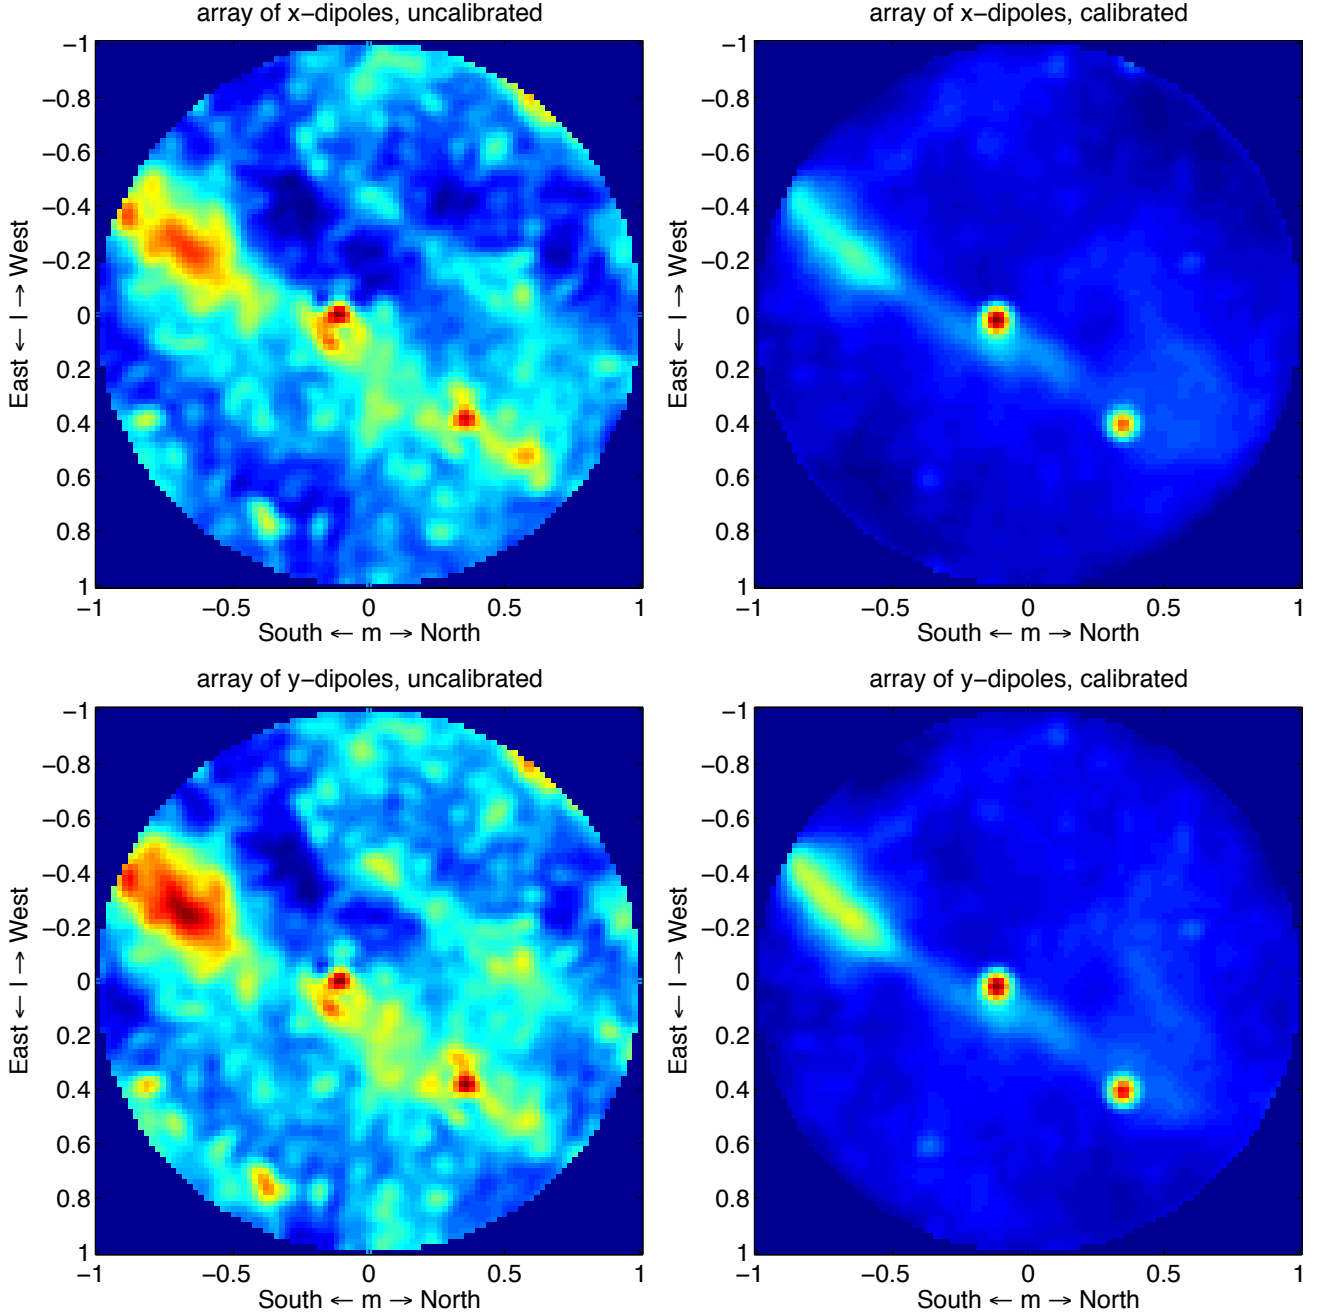 array of x−dipoles, uncalibrated
−1
−0.8
−0.6
−0.4
−0.2
0
0.2
0.4
0.6
0.8
1
East ← l → West
−1 −0.5 0 0.5 1
South ← m → North
array of x−dipoles, calibrated
−1
−0.8
−0.6
−0.4
−0.2
0
0.2
0.4
0.6
0.8
1
East ← l → West
−1 −0.5 0 0.5 1
South ← m → North
array of y−dipoles, uncalibrated
−1
−0.8
−0.6
−0.4
−0.2
0
0.2
0.4
0.6
0.8
1
East ← l → West
−1 −0.5 0 0.5 1
South ← m → North
array of y−dipoles, calibrated
−1
−0.8
−0.6
−0.4
−0.2
0
0.2
0.4
0.6
0.8
1
East ← l → West
−1 −0.5 0 0.5 1
South ← m → North